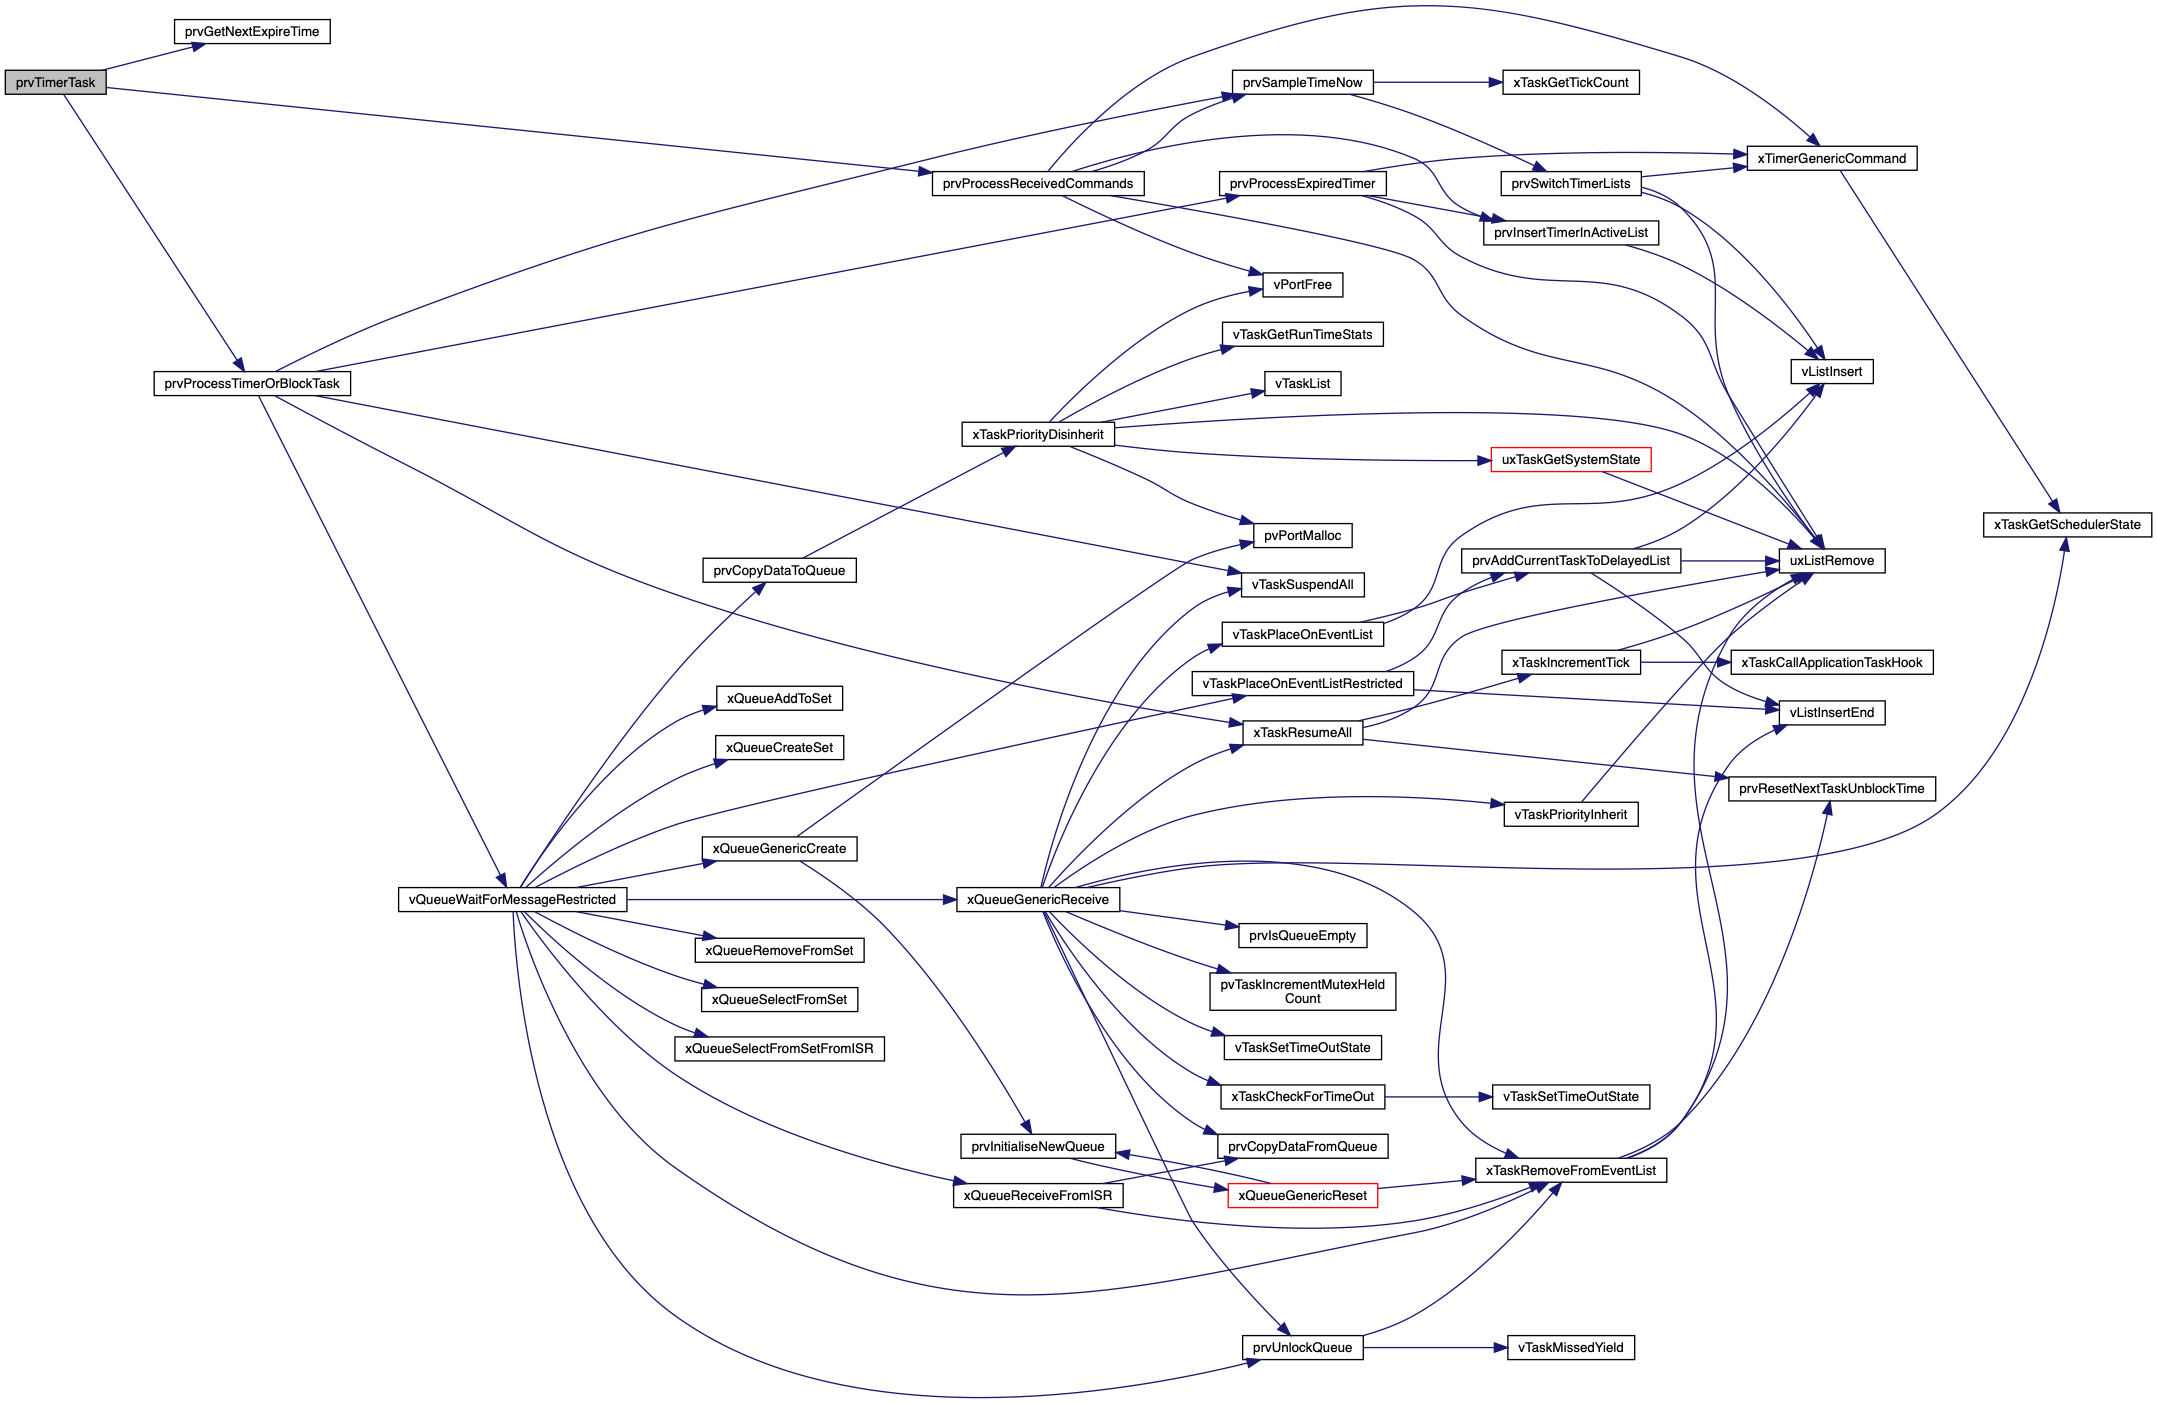 prvGetNextExpireTime
prvTimerTask
prvSampleTimeNow
xTaskGetTickCount
xTimerGenericCommand
prvProcessReceivedCommands
prvProcessExpiredTimer
prvSwitchTimerLists
prvInsertTimerInActiveList
vPortFree
vTaskGetRunTimeStats
vListInsert
prvProcessTimerOrBlockTask
vTaskList
xTaskPriorityDisinherit
uxTaskGetSystemState
xTaskGetSchedulerState
pvPortMalloc
prvCopyDataToQueue
prvAddCurrentTaskToDelayedList
uxListRemove
vTaskSuspendAll
vTaskPlaceOnEventList
xTaskIncrementTick
xTaskCallApplicationTaskHook
vTaskPlaceOnEventListRestricted
xQueueAddToSet
vListInsertEnd
xTaskResumeAll
xQueueCreateSet
prvResetNextTaskUnblockTime
vTaskPriorityInherit
xQueueGenericCreate
vQueueWaitForMessageRestricted
xQueueGenericReceive
prvIsQueueEmpty
xQueueRemoveFromSet
pvTaskIncrementMutexHeld
Count
xQueueSelectFromSet
vTaskSetTimeOutState
xQueueSelectFromSetFromISR
xTaskCheckForTimeOut
vTaskSetTimeOutState
prvInitialiseNewQueue
prvCopyDataFromQueue
xTaskRemoveFromEventList
xQueueReceiveFromISR
xQueueGenericReset
prvUnlockQueue
vTaskMissedYield